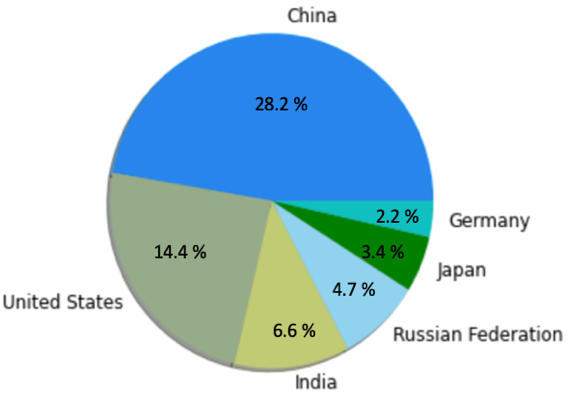 China
28.2 %
2.2 %
Germany
14.4 %
3.4 %
Japan
4.7 %
United States
6.6 %
Russian Federation
India